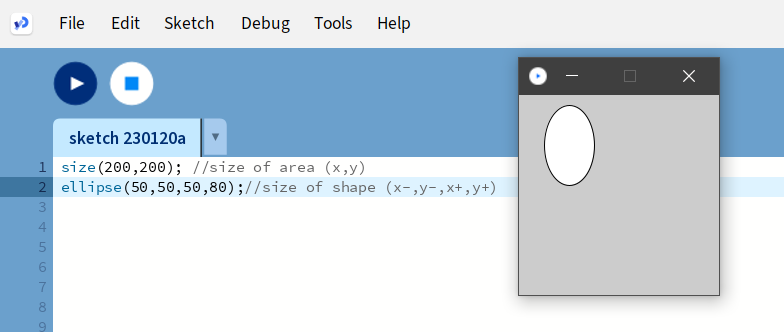 File Edit Sketch Debug Tools Help
sketch 230120a
1 size(200,200); //size of area (x,y)
2 ellipse(50,50,50,80);//size of shape (x-,y-,x+,y+)
3
4
5
6
7
8
9